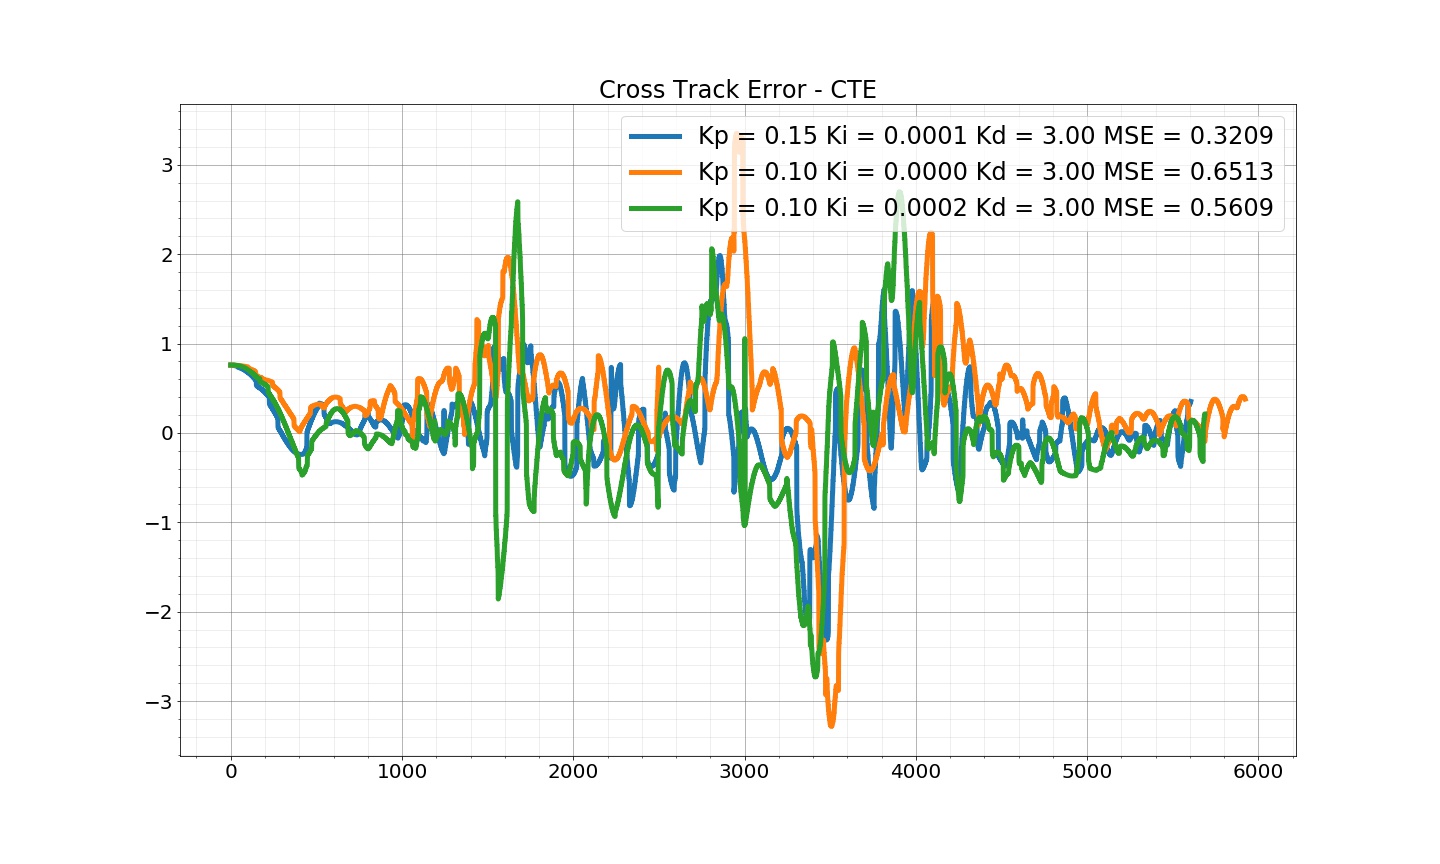 Cross Track Error - CTE
Kp = 0.15 Ki = 0.0001 Kd = 3.00 MSE = 0.3209
Kp = 0.10 Ki = 0.0000 Kd = 3.00 MSE = 0.6513
Kp = 0.10 Ki = 0.0002 Kd = 3.00 MSE = 0.5609
3
2
1
0
−1
−2
−3
0 1000 2000 3000 4000 5000 6000